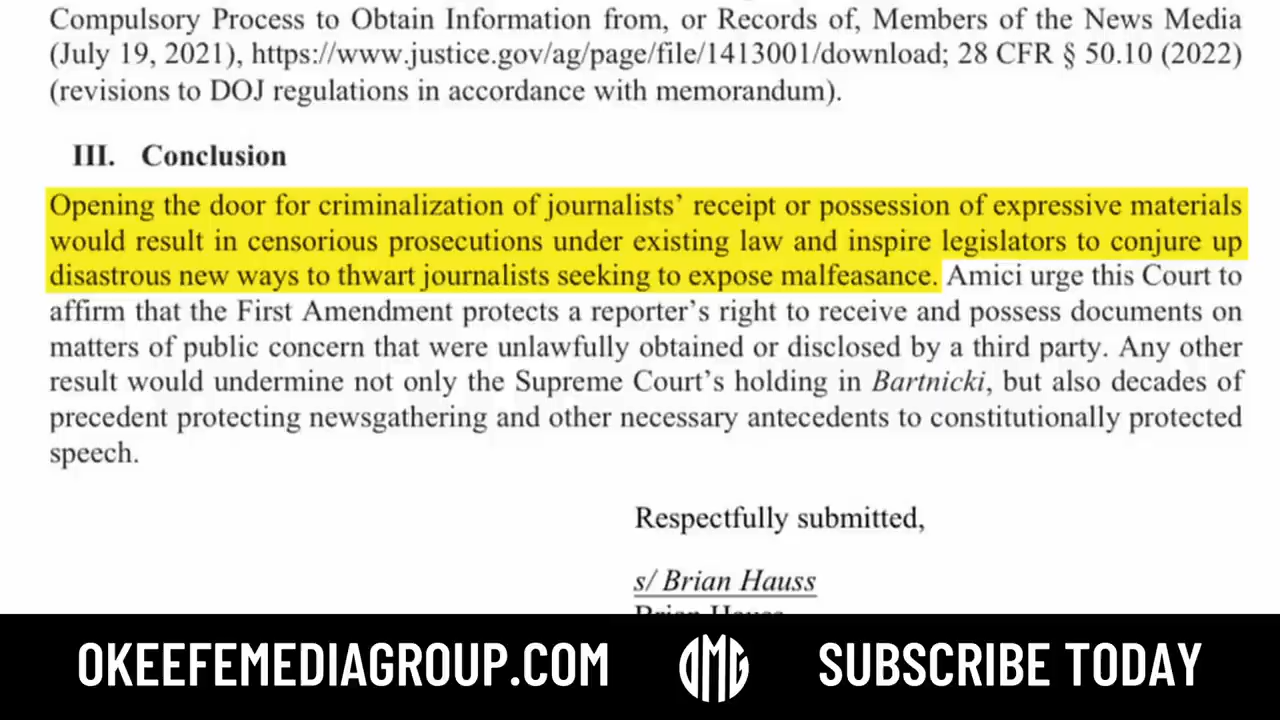 Compulsory Process to Obtain Information from, or Records of, Members of the News Media
(July 19, 2021), https://www.justice.gov/ag/page/file/1413001/download; 28 CFR § 50.10 (2022)
(revisions to DOJ regulations in accordance with memorandum).
III. Conclusion
Opening the door for criminalization of journalists’ receipt or possession of expressive materials
would result in censorious prosecutions under existing law and inspire legislators to conjure up
disastrous new ways to thwart journalists seeking to expose malfeasance. Amici urge this Court to
affirm that the First Amendment protects a reporter’s right to receive and possess documents on
matters of public concern that were unlawfully obtained or disclosed by a third party. Any other
result would undermine not only the Supreme Court’s holding in Bartnicki, but also decades of
precedent protecting newsgathering and other necessary antecedents to constitutionally protected
speech.
Respectfully submitted,
s/ Brian Hauss
Brian Hauss
OKEEFEMEDIAGROUP.COM OMG SUBSCRIBE TODAY